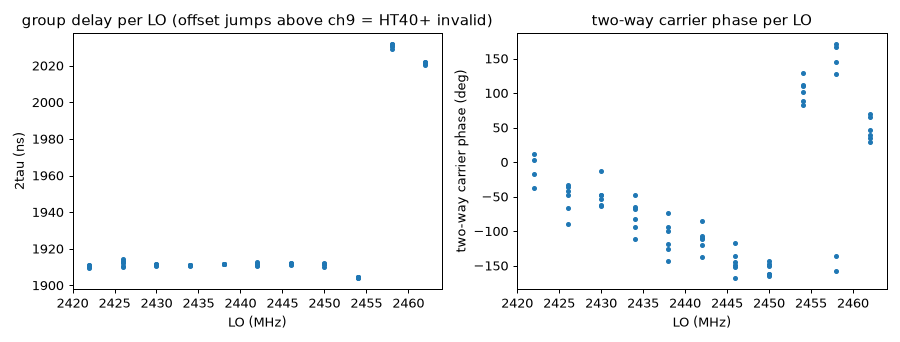 group delay per LO (offset jumps above ch9 = HT40+ invalid)
two-way carrier phase per LO
2tau (ns)
2020
2000
1980
1960
1940
1920
1900
2420 2425 2430 2435 2440 2445 2450 2455 2460
LO (MHz)
two-way carrier phase (deg)
150
100
50
0
−50
−100
−150
2420 2425 2430 2435 2440 2445 2450 2455 2460
LO (MHz)